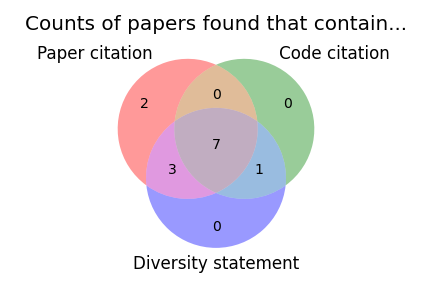 Counts of papers found that contain...
Paper citation
Code citation
2
0
0
7
3
1
0
Diversity statement